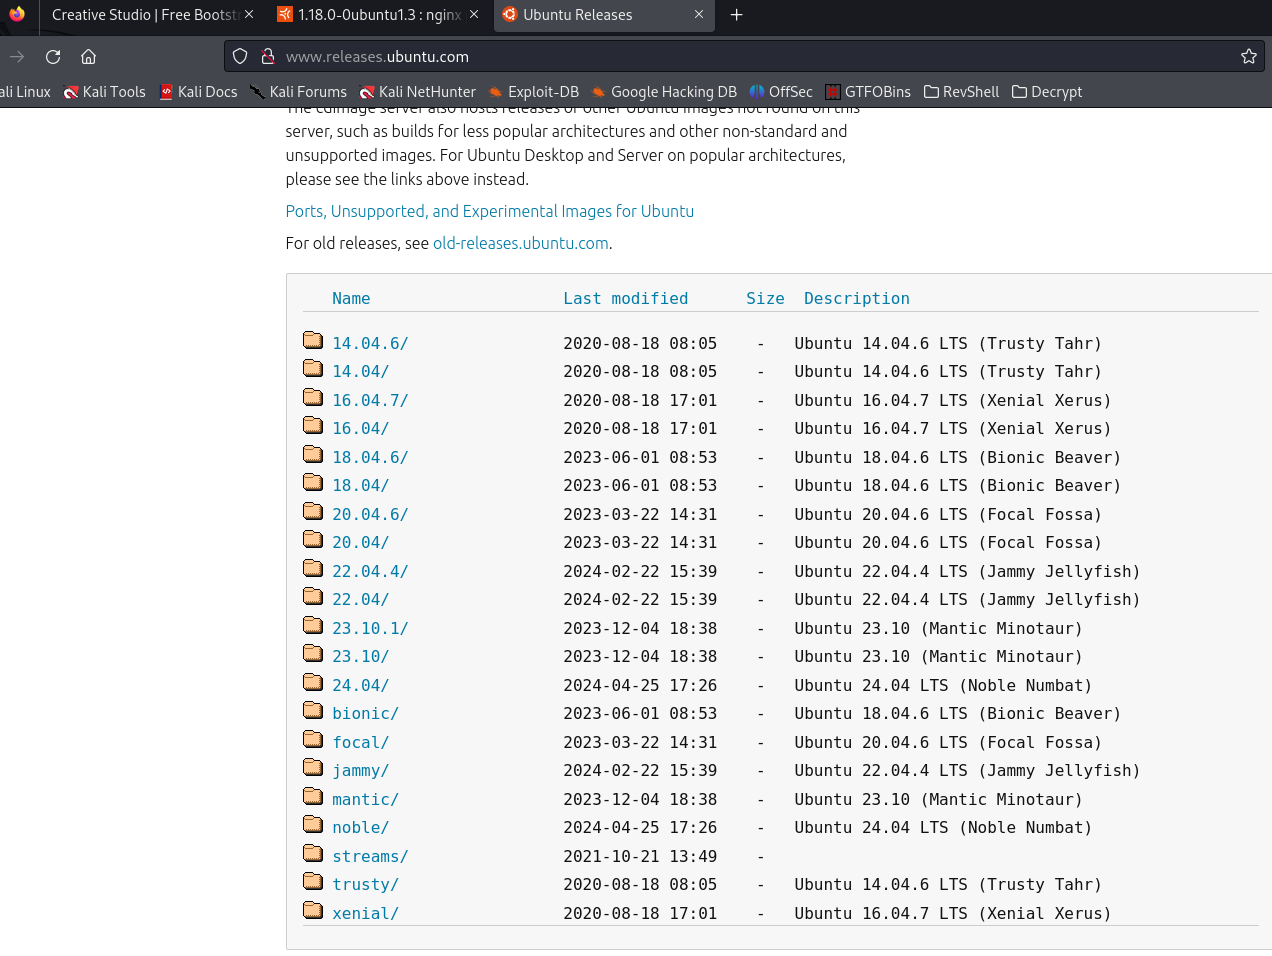 Creative Studio | Free Bootstr
1.18.0-0ubuntu1.3 : nginx
Ubuntu Releases
www.releases.ubuntu.com
ali Linux Kali Tools Kali Docs Kali Forums Kali NetHunter Exploit-DB Google Hacking DB OffSec GTFOBins RevShell Decrypt
The cdimage server also hosts releases of other Ubuntu images not found on this
server, such as builds for less popular architectures and other non-standard and
unsupported images. For Ubuntu Desktop and Server on popular architectures,
please see the links above instead.
Ports, Unsupported, and Experimental Images for Ubuntu
For old releases, see old-releases.ubuntu.com.
Name Last modified Size Description
14.04.6/ 2020-08-18 08:05 - Ubuntu 14.04.6 LTS (Trusty Tahr)
14.04/ 2020-08-18 08:05 - Ubuntu 14.04.6 LTS (Trusty Tahr)
16.04.7/ 2020-08-18 17:01 - Ubuntu 16.04.7 LTS (Xenial Xerus)
16.04/ 2020-08-18 17:01 - Ubuntu 16.04.7 LTS (Xenial Xerus)
18.04.6/ 2023-06-01 08:53 - Ubuntu 18.04.6 LTS (Bionic Beaver)
18.04/ 2023-06-01 08:53 - Ubuntu 18.04.6 LTS (Bionic Beaver)
20.04.6/ 2023-03-22 14:31 - Ubuntu 20.04.6 LTS (Focal Fossa)
20.04/ 2023-03-22 14:31 - Ubuntu 20.04.6 LTS (Focal Fossa)
22.04.4/ 2024-02-22 15:39 - Ubuntu 22.04.4 LTS (Jammy Jellyfish)
22.04/ 2024-02-22 15:39 - Ubuntu 22.04.4 LTS (Jammy Jellyfish)
23.10.1/ 2023-12-04 18:38 - Ubuntu 23.10 (Mantic Minotaur)
23.10/ 2023-12-04 18:38 - Ubuntu 23.10 (Mantic Minotaur)
24.04/ 2024-04-25 17:26 - Ubuntu 24.04 LTS (Noble Numbat)
bionic/ 2023-06-01 08:53 - Ubuntu 18.04.6 LTS (Bionic Beaver)
focal/ 2023-03-22 14:31 - Ubuntu 20.04.6 LTS (Focal Fossa)
jammy/ 2024-02-22 15:39 - Ubuntu 22.04.4 LTS (Jammy Jellyfish)
mantic/ 2023-12-04 18:38 - Ubuntu 23.10 (Mantic Minotaur)
noble/ 2024-04-25 17:26 - Ubuntu 24.04 LTS (Noble Numbat)
streams/ 2021-10-21 13:49 -
trusty/ 2020-08-18 08:05 - Ubuntu 14.04.6 LTS (Trusty Tahr)
xenial/ 2020-08-18 17:01 - Ubuntu 16.04.7 LTS (Xenial Xerus)